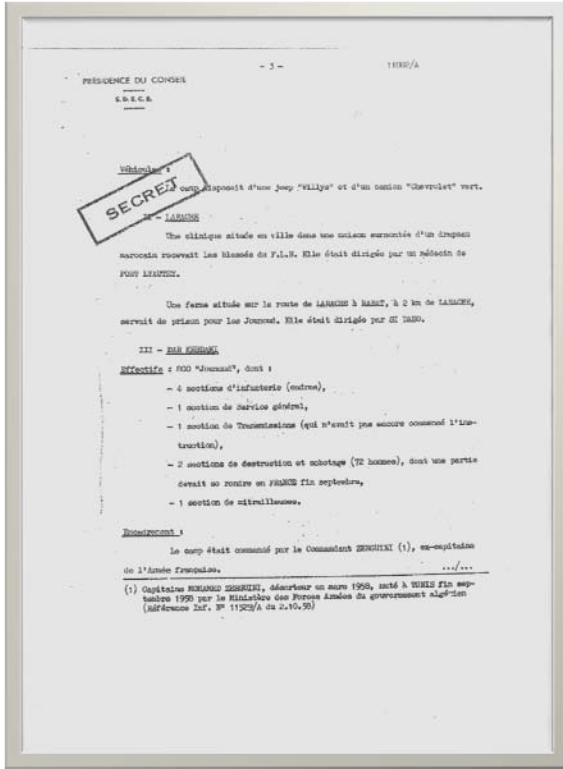 - 3 -
PRESIDENCE DU CONSEIL
S.D.E.C.E.
Véhicules :
Le camp disposait d'une jeep "Willys" et d'un camion "Chevrolet" vert.
SECRET
II - LARACHE
Une clinique située en ville dans une maison surmontée d'un drapeau
marocain recevait les blessés du F.L.N. Elle était dirigée par un médecin de
PORT LYAUTEY.
Une ferme située sur la route de LARACHE à RABAT, à 2 km de LARACHE,
servait de prison pour les Jounoud. Elle était dirigée par SI
III - DAR
Effectifs : 800 "Jounoud", dont :
- 4 sections d'infanterie (cadres),
- 1 section de Service général,
- 1 section de Transmissions (qui n'avait pas encore commencé l'ins-
truction),
- 2 sections de destruction et sabotage (72 hommes), dont une partie
devait se rendre en FRANCE fin septembre,
- 1 section de mitrailleuses.
Encadrement :
Le camp était commandé par le Commandant ZERGUINI (1), ex-capitaine
de l'Armée française.
.../...
(1) Capitaine MOHAMED ZERGUINI, déserteur en mars 1958, muté à TUNIS fin sep-
tembre 1958 par le Ministère des Forces Armées du gouvernement algérien
(Référence Inf. N° 11329/A du 2.10.58)